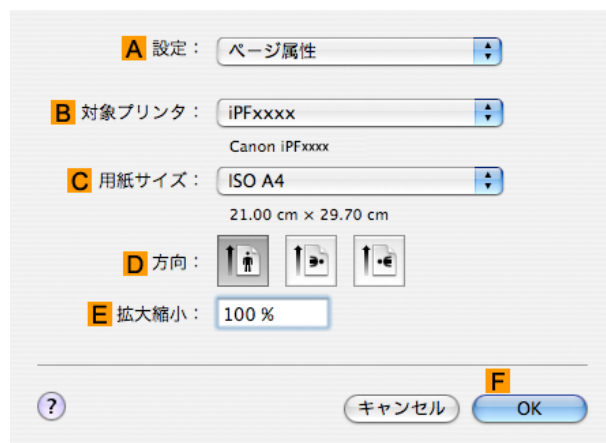 A 設定： ページ属性
B 対象プリンタ： iPFxxxx
Canon iPFxxxx
C 用紙サイズ： ISO A4
21.00 cm × 29.70 cm
D 方向：
E 拡大縮小： 100 %
F
? キャンセル OK